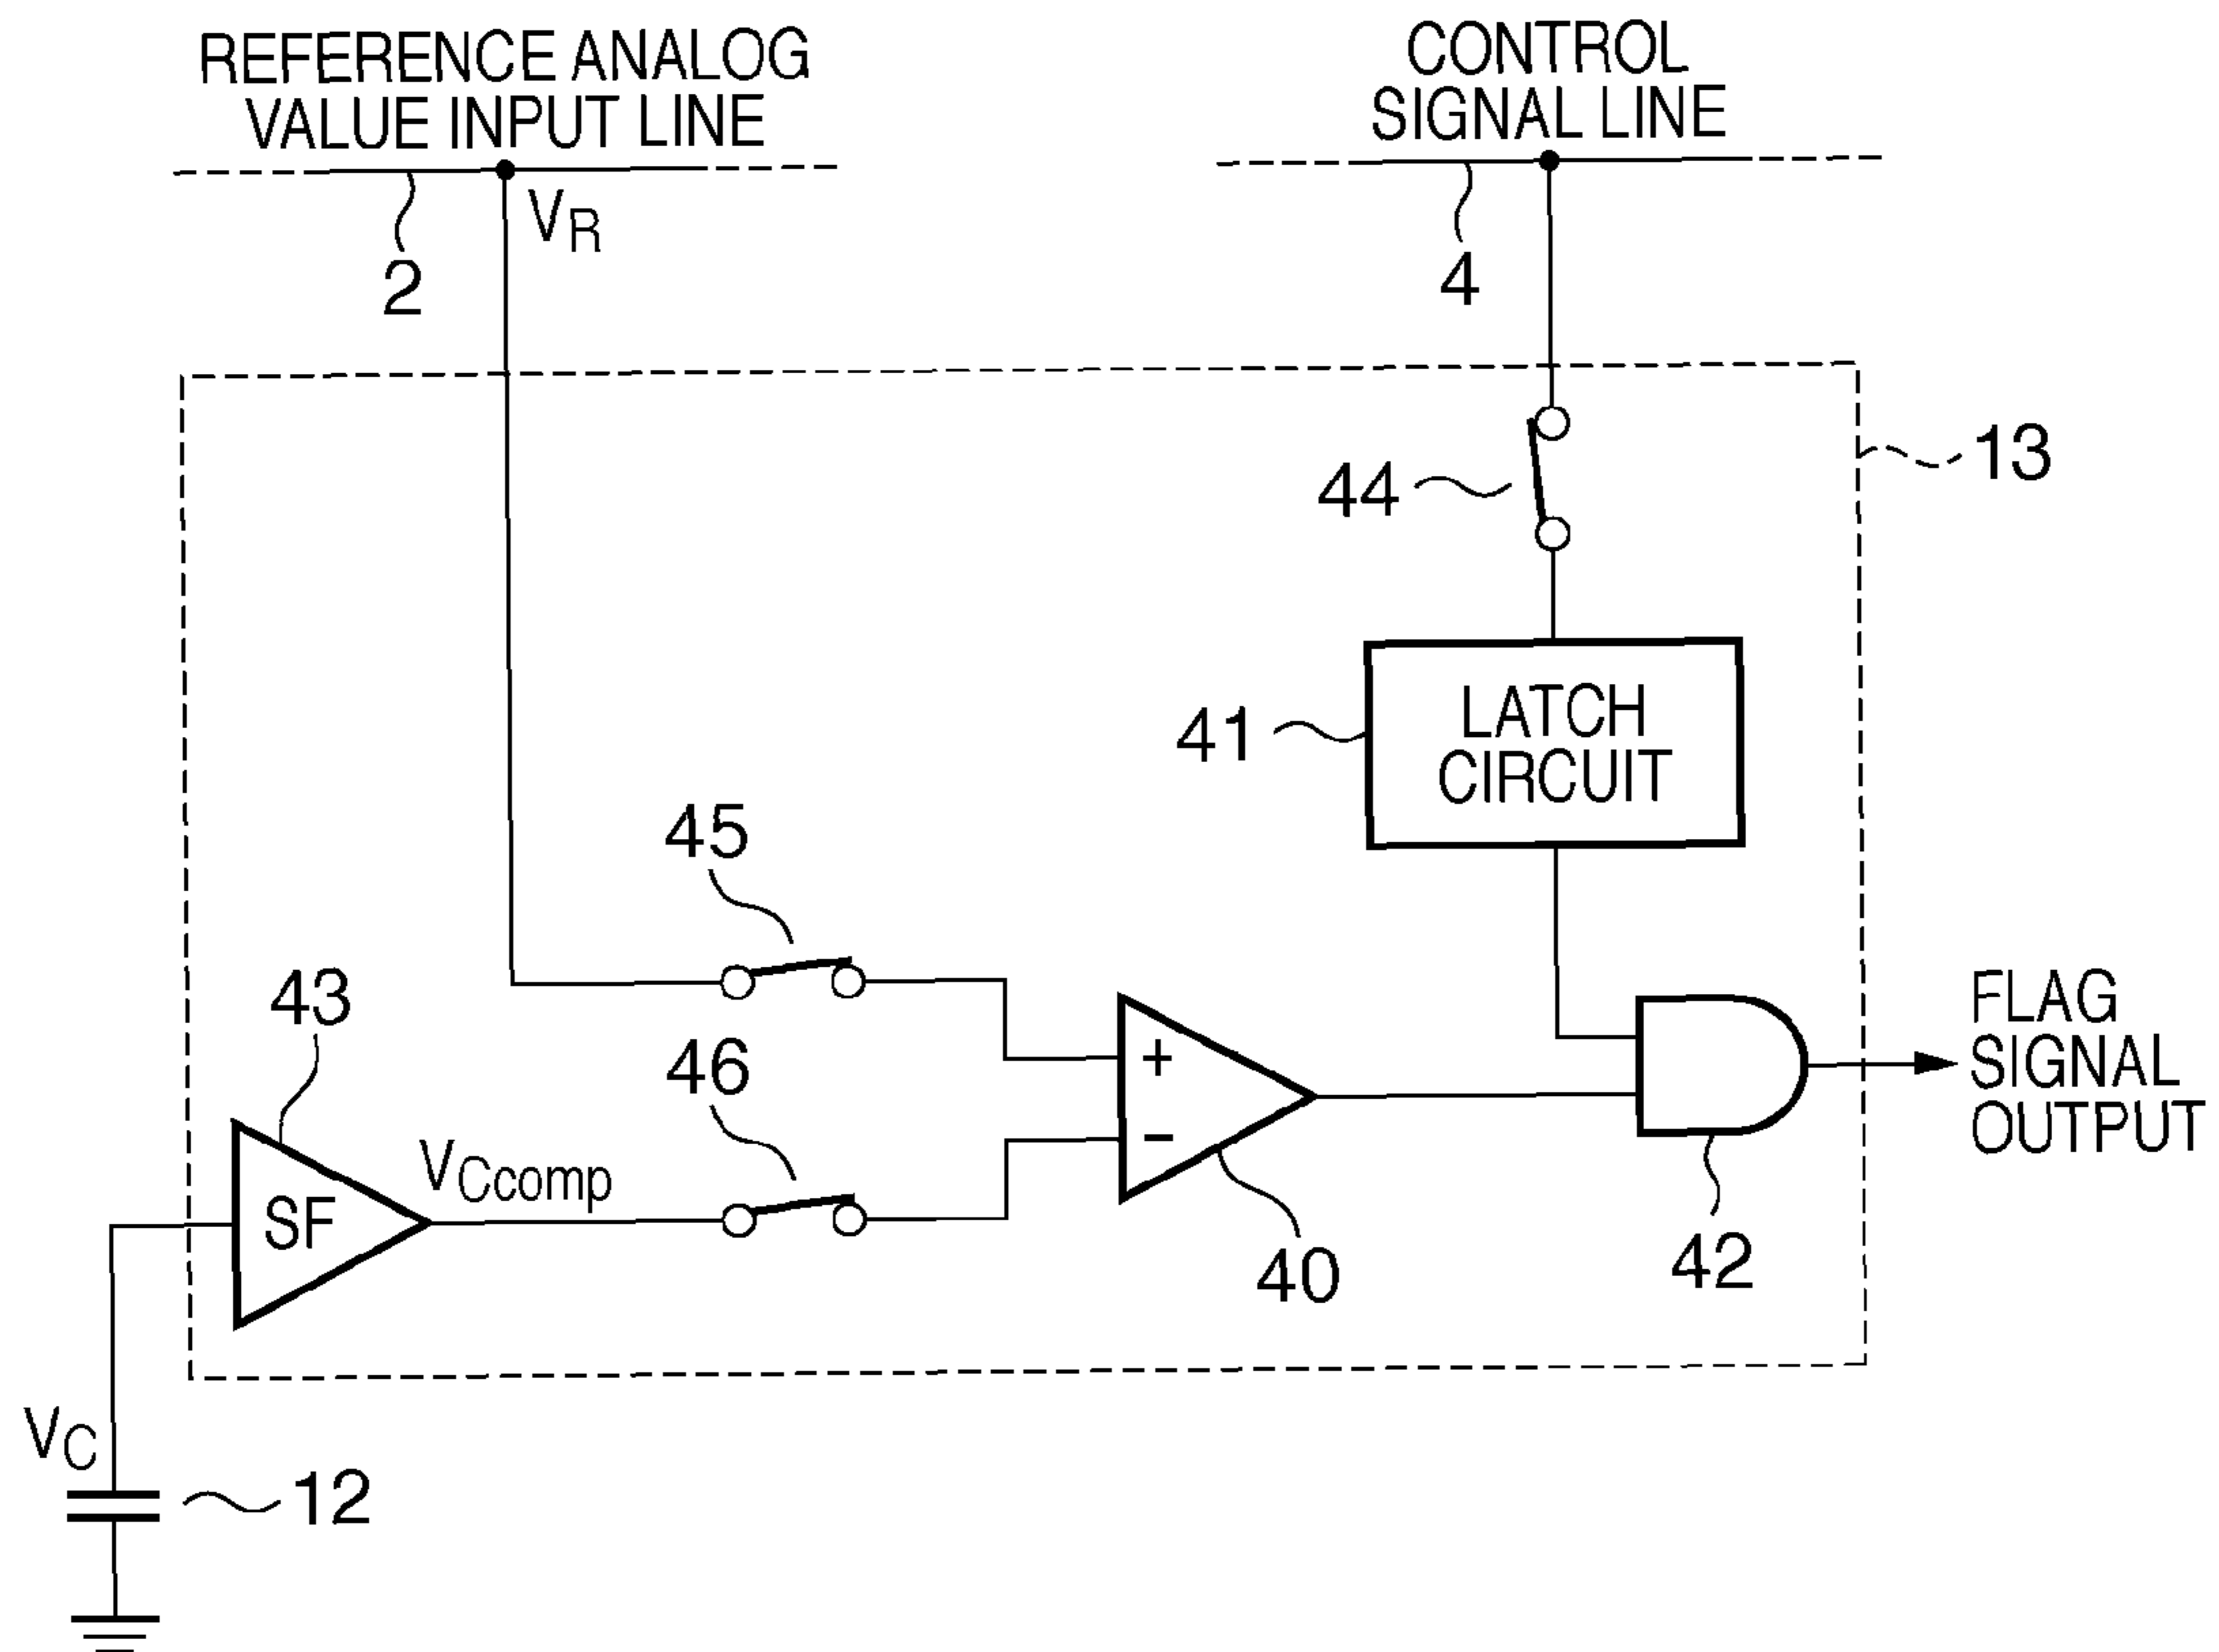 REFERENCE ANALOG
VALUE INPUT LINE
CONTROL
SIGNAL LINE
VR
2
4
13
44
LATCH
CIRCUIT
41
45
43
46
FLAG
SIGNAL
OUTPUT
+
−
SF
VCcomp
40
42
VC
12